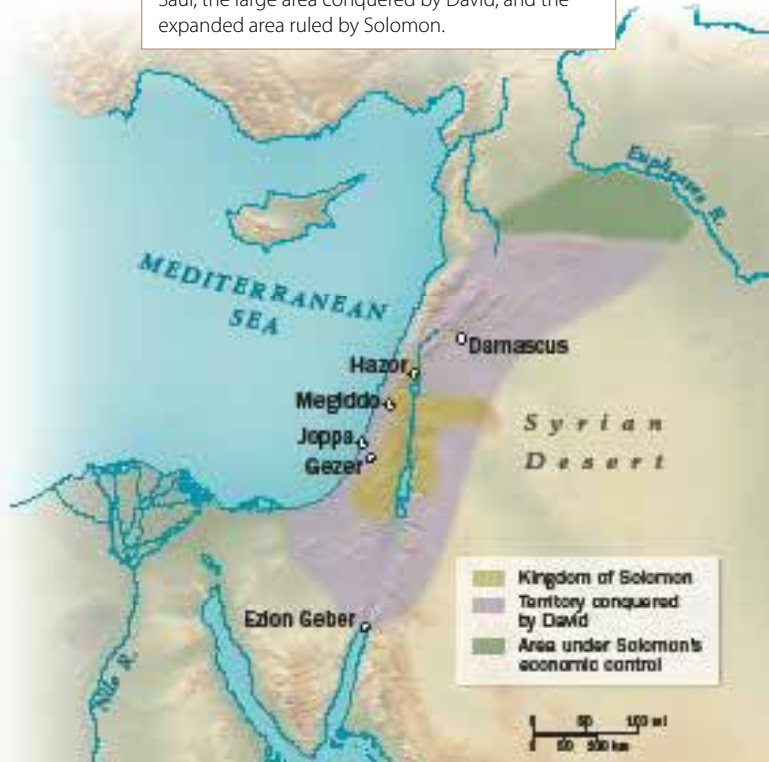 Saul, the large area conquered by David, and the
expanded area ruled by Solomon.
Euphrates R.
MEDITERRANEAN
SEA
Damascus
Hazor
Megiddo
Joppa
Gezer
Syrian
Desert
Kingdom of Solomon
Territory conquered
by David
Area under Solomon's
economic control
Ezion Geber
Nile R.
50 100 mi